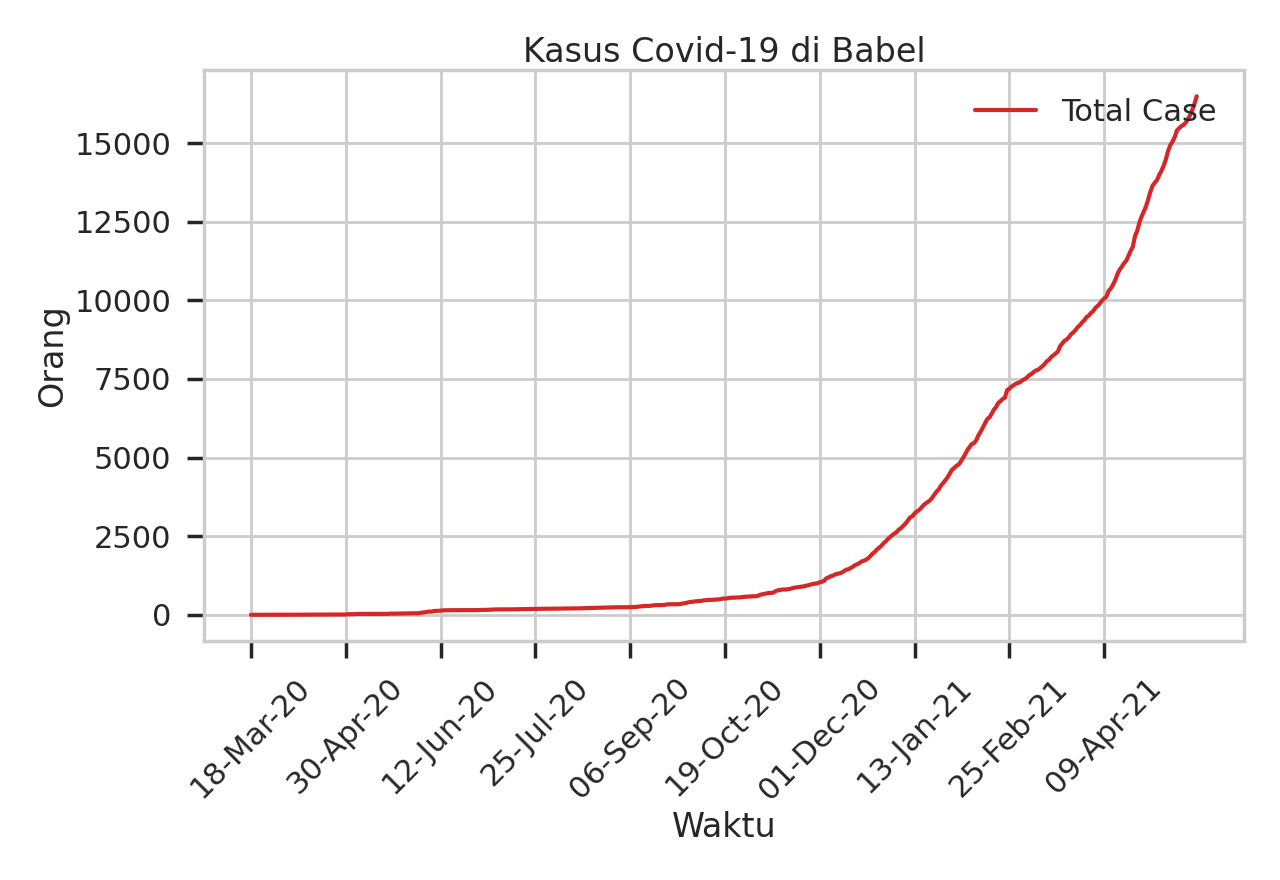 Kasus Covid-19 di Babel
Total Case
15000
12500
10000
7500
5000
2500
0
Orang
18-Mar-20
30-Apr-20
12-Jun-20
25-Jul-20
06-Sep-20
19-Oct-20
01-Dec-20
13-Jan-21
25-Feb-21
09-Apr-21
Waktu